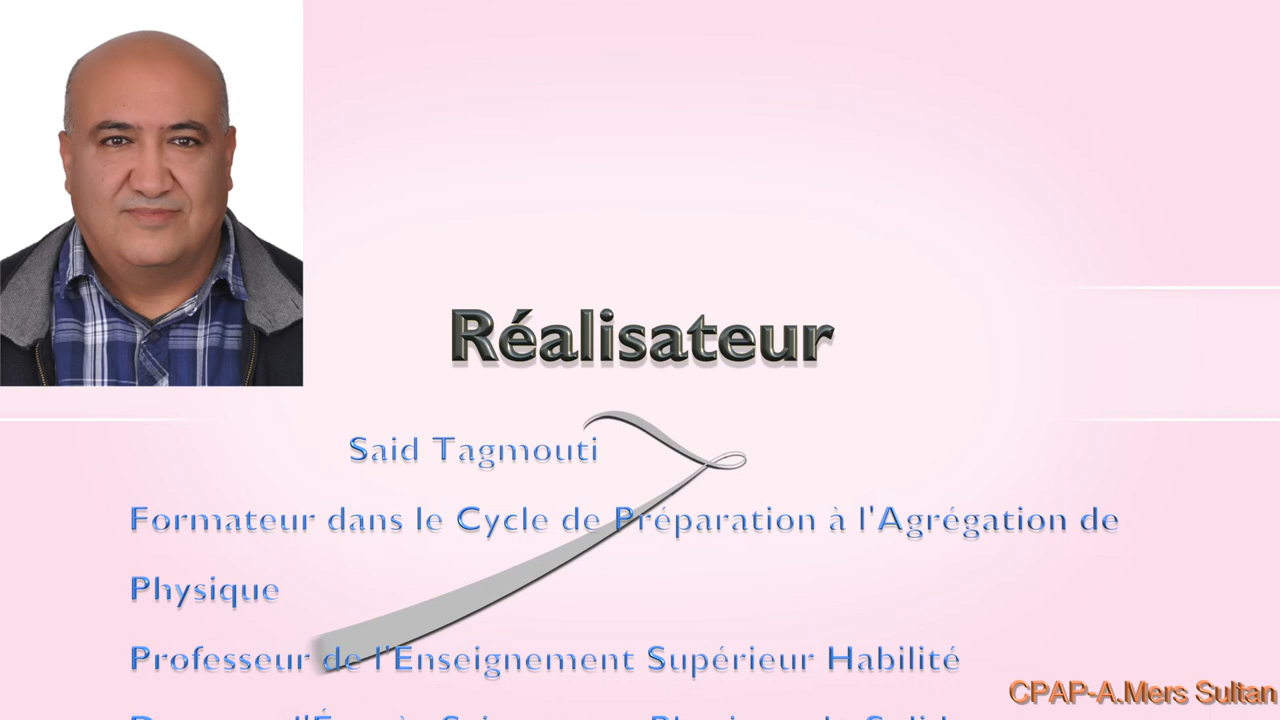 Réalisateur
Said Tagmouti
Formateur dans le Cycle de Préparation à l'Agrégation de
Physique
Professeur de l'Enseignement Supérieur Habilité
CPAP-A.Mers Sultan